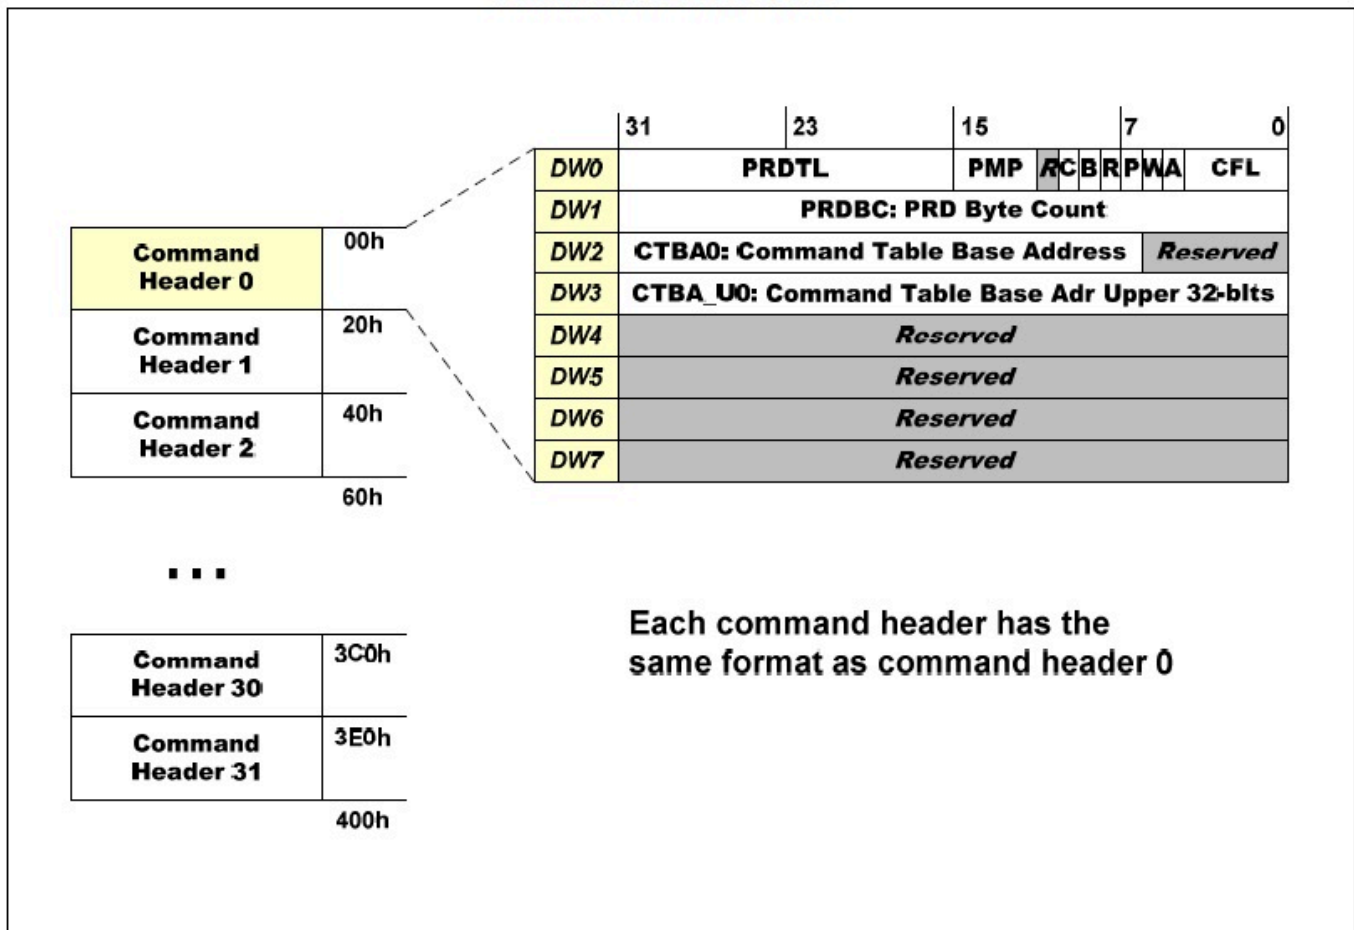 31 23 15 7 0
DW0 PRDTL PMP R C B R P W A CFL
DW1 PRDBC: PRD Byte Count
DW2 CTBA0: Command Table Base Address Reserved
DW3 CTBA_U0: Command Table Base Adr Upper 32-bits
DW4 Reserved
DW5 Reserved
DW6 Reserved
DW7 Reserved
Command
Header 0
00h
Command
Header 1
20h
Command
Header 2
40h
60h
...
Command
Header 30
3C0h
Command
Header 31
3E0h
400h
Each command header has the
same format as command header 0